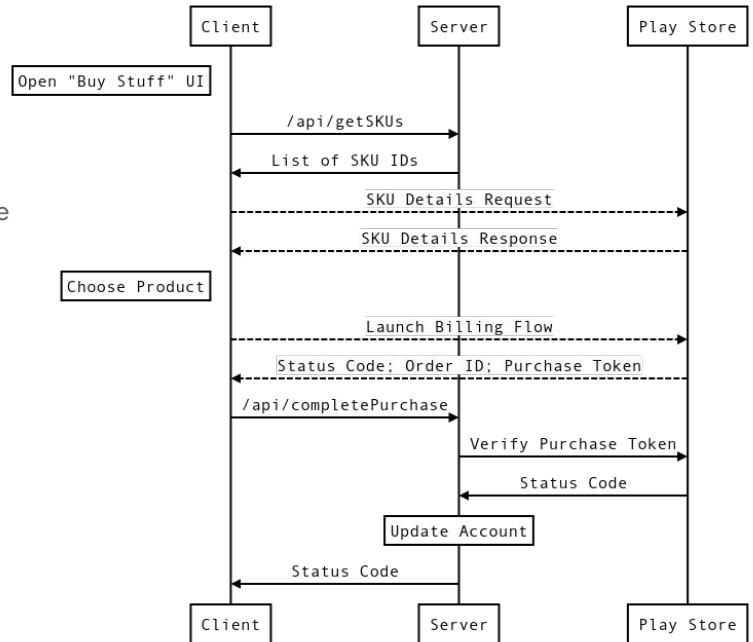 Client Server Play Store
Open "Buy Stuff" UI
/api/getSKUs
List of SKU IDs
SKU Details Request
e
SKU Details Response
Choose Product
Launch Billing Flow
Status Code; Order ID; Purchase Token
/api/completePurchase
Verify Purchase Token
Status Code
Update Account
Status Code
Client Server Play Store